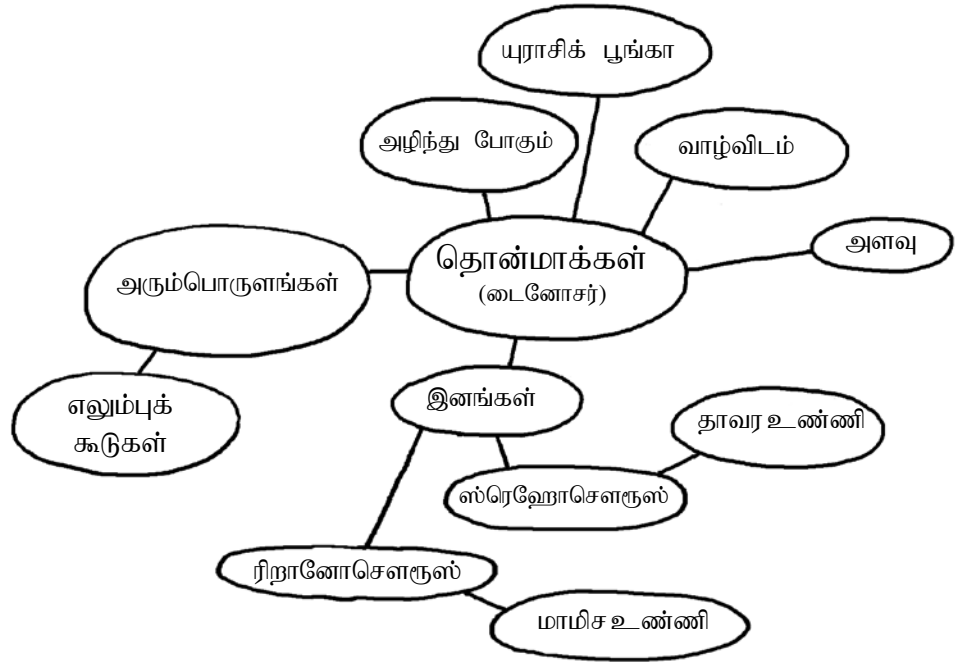 யுராசிக் பூங்கா
அழிந்து போகும்
வாழ்விடம்
அளவு
தொன்மாக்கள்
(டைனோசர்)
அரும்பொருளங்கள்
எலும்புக்
கூடுகள்
இனங்கள்
தாவர உண்ணி
ஸ்ரெஹோசௌரூஸ்
ரிறானோசௌரூஸ்
மாமிச உண்ணி